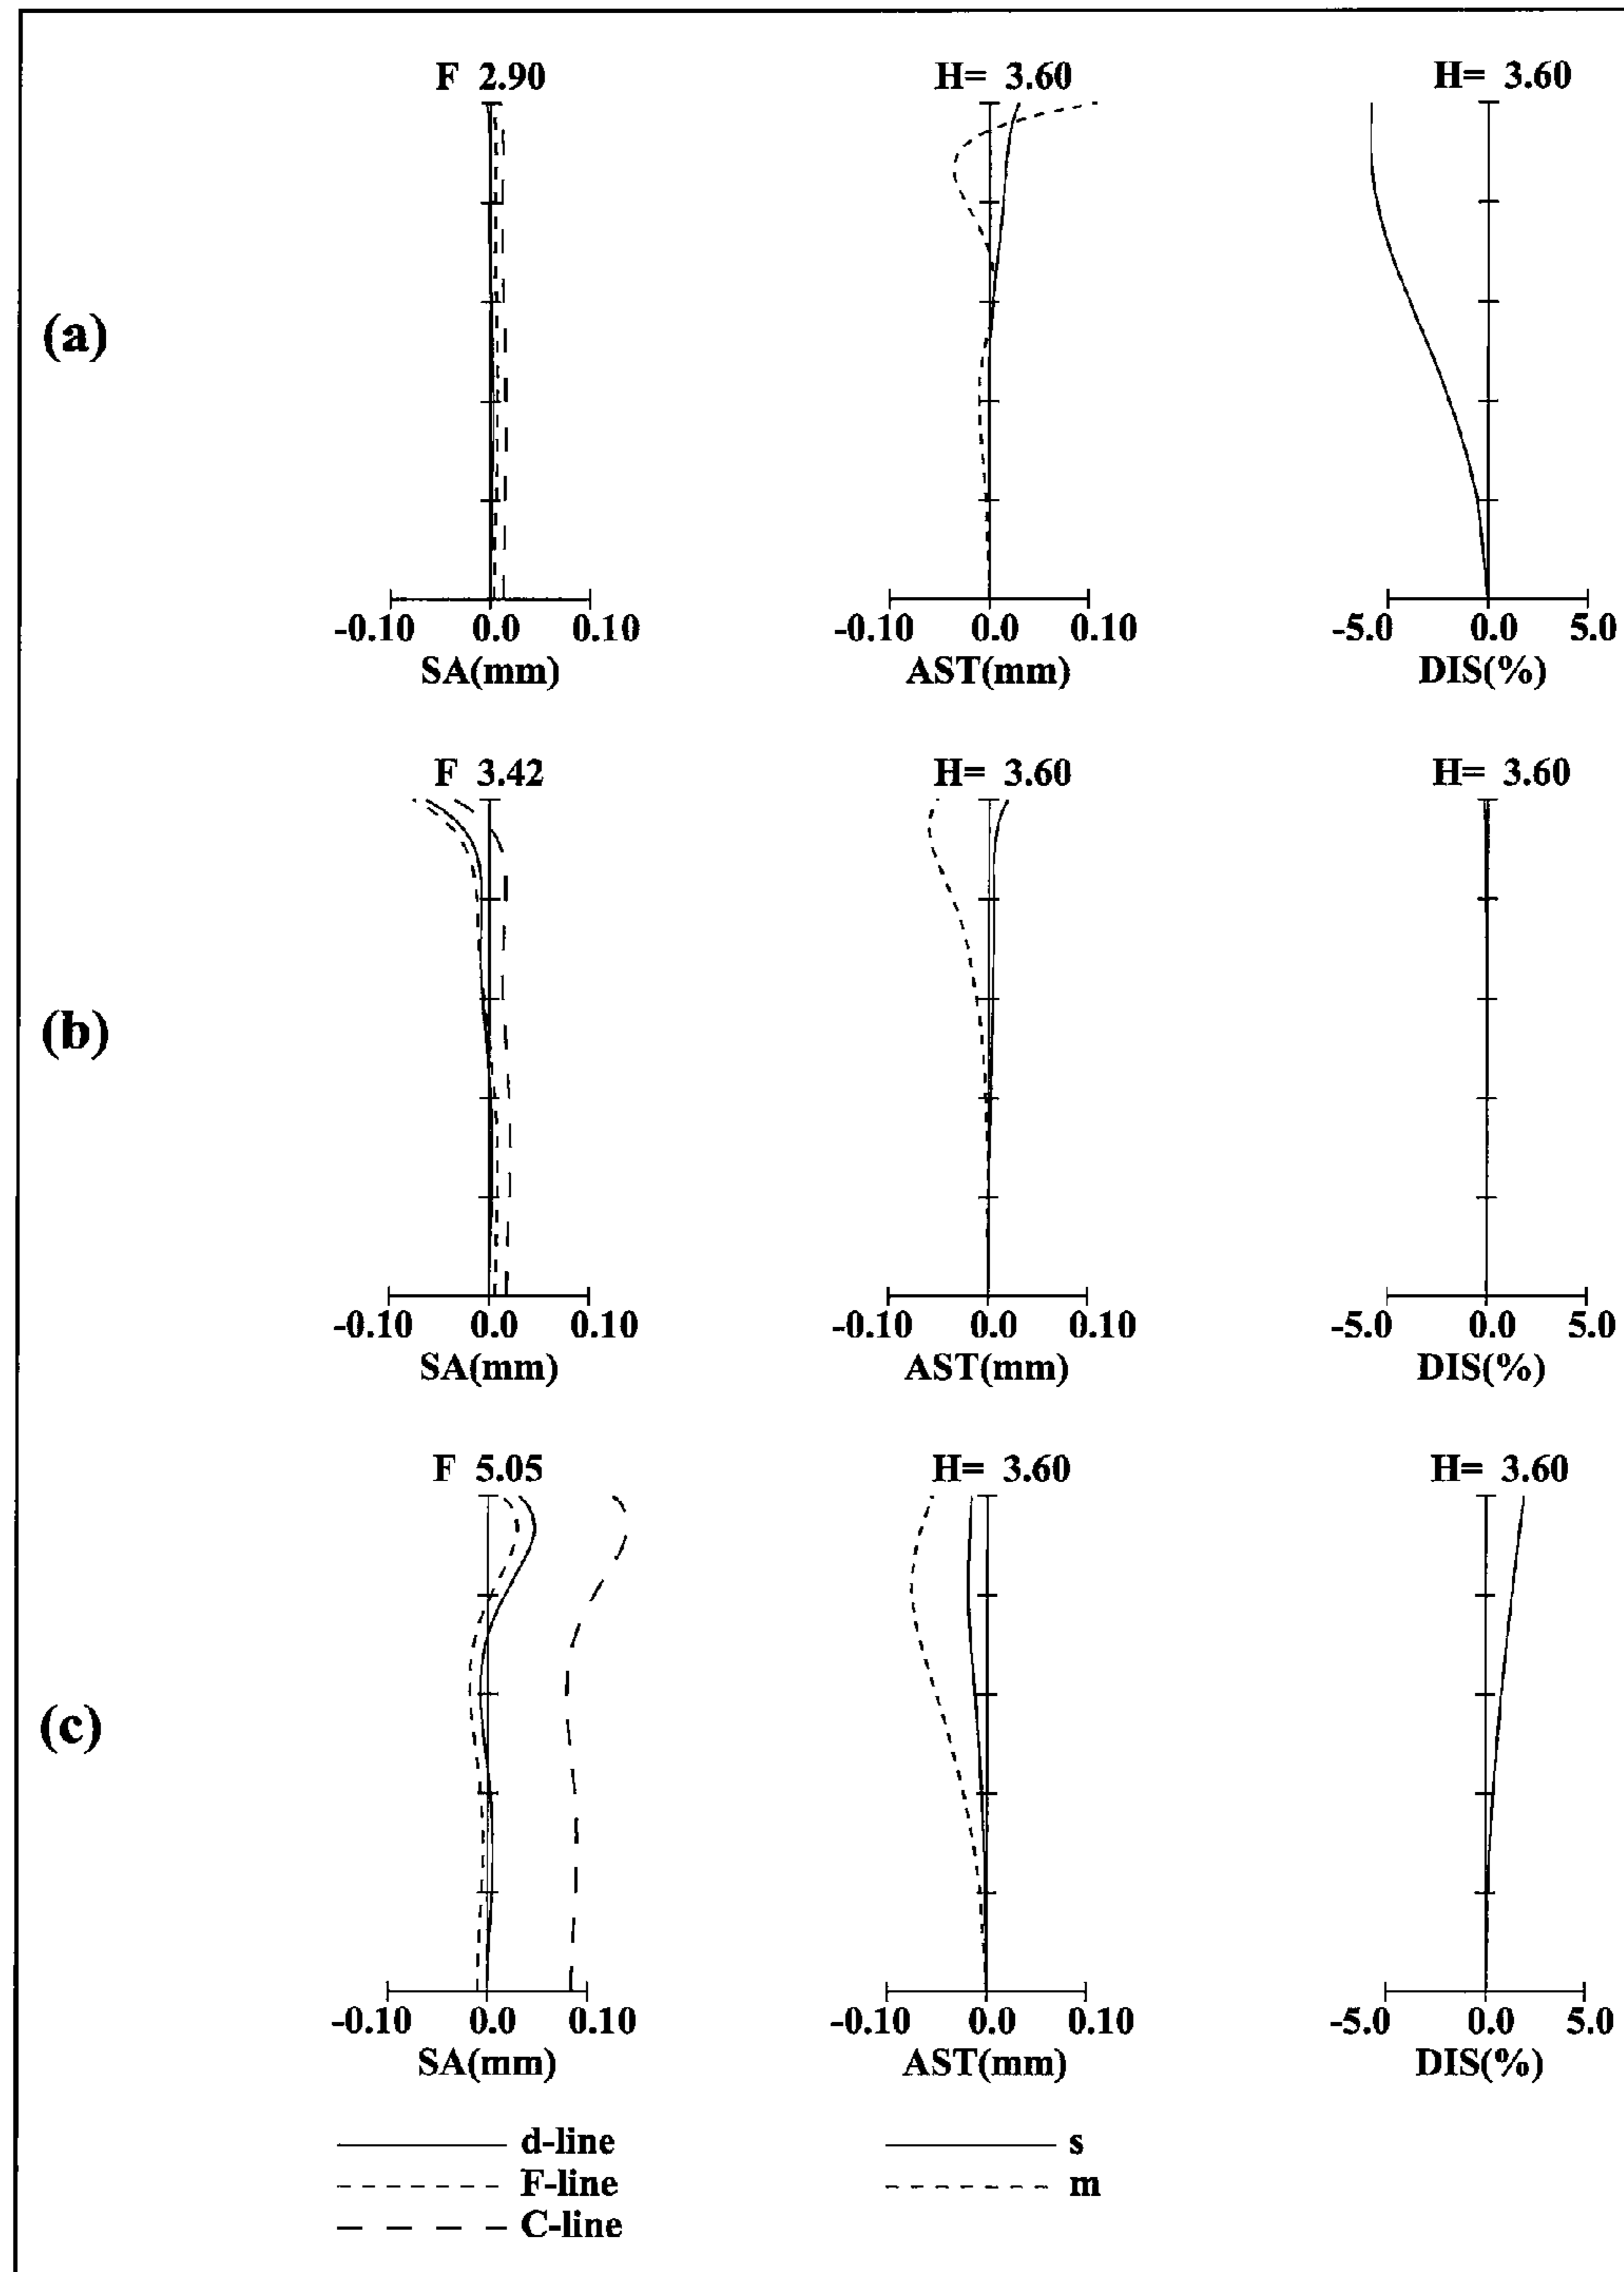 F 2.90 H= 3.60 H= 3.60
(a)
-0.10 0.0 0.10 -0.10 0.0 0.10 -5.0 0.0 5.0
SA(mm) AST(mm) DIS(%)
F 3.42 H= 3.60 H= 3.60
(b)
-0.10 0.0 0.10 -0.10 0.0 0.10 -5.0 0.0 5.0
SA(mm) AST(mm) DIS(%)
F 5.05 H= 3.60 H= 3.60
(c)
-0.10 0.0 0.10 -0.10 0.0 0.10 -5.0 0.0 5.0
SA(mm) AST(mm) DIS(%)
d-line s
F-line m
C-line